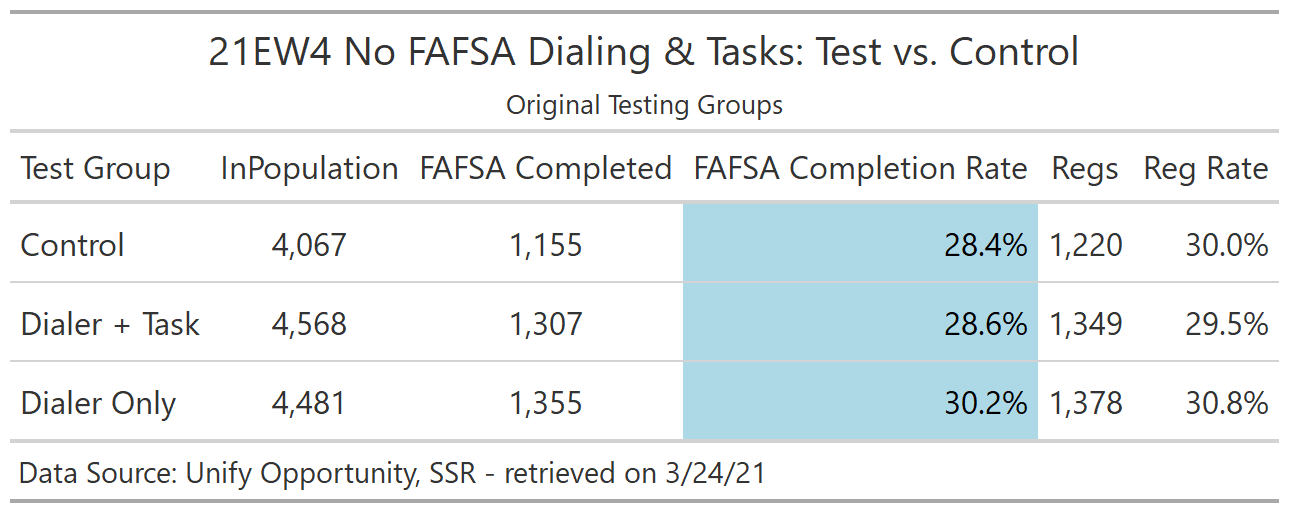 21EW4 No FAFSA Dialing & Tasks: Test vs. Control
Original Testing Groups
Test Group InPopulation FAFSA Completed FAFSA Completion Rate Regs Reg Rate
Control 4,067 1,155 28.4% 1,220 30.0%
Dialer + Task 4,568 1,307 28.6% 1,349 29.5%
Dialer Only 4,481 1,355 30.2% 1,378 30.8%
Data Source: Unify Opportunity, SSR - retrieved on 3/24/21